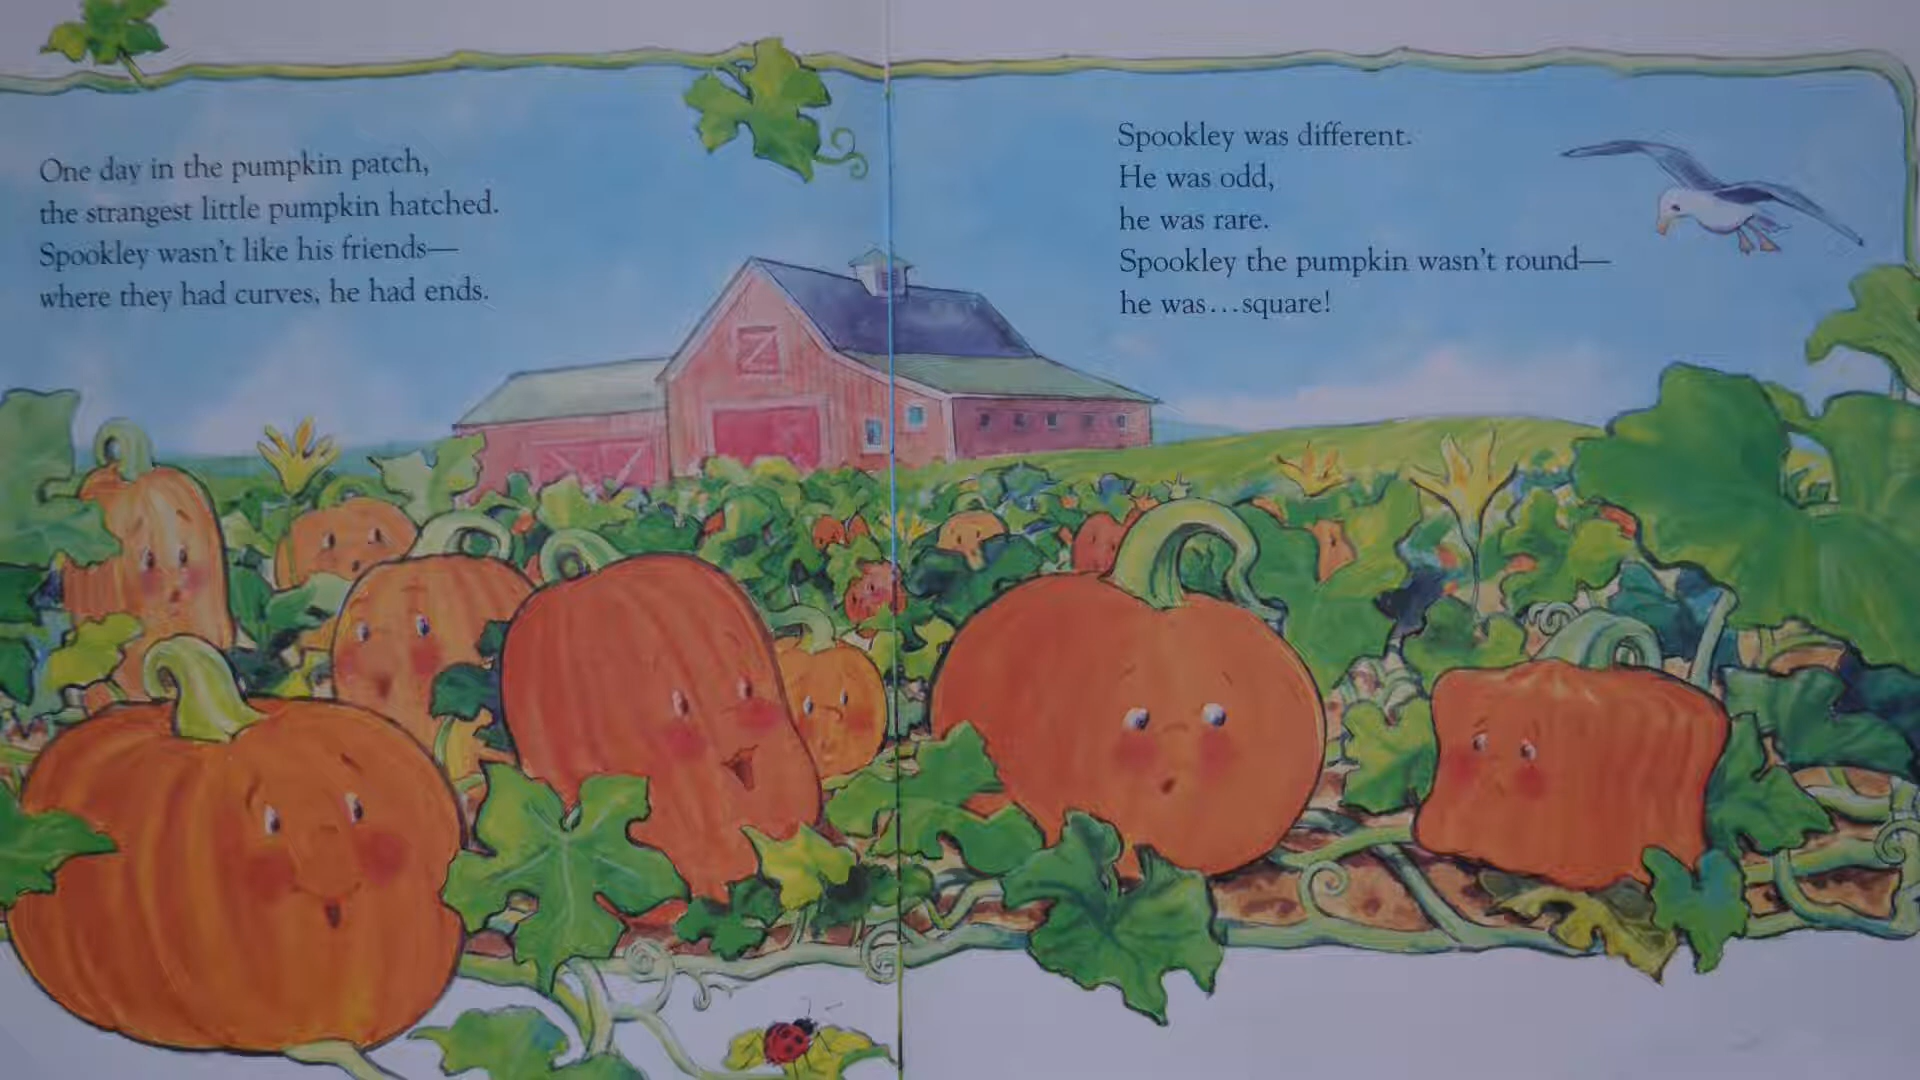 One day in the pumpkin patch,
the strangest little pumpkin hatched.
Spookley wasn't like his friends—
where they had curves, he had ends.
Spookley was different.
He was odd,
he was rare.
Spookley the pumpkin wasn't round—
he was...square!